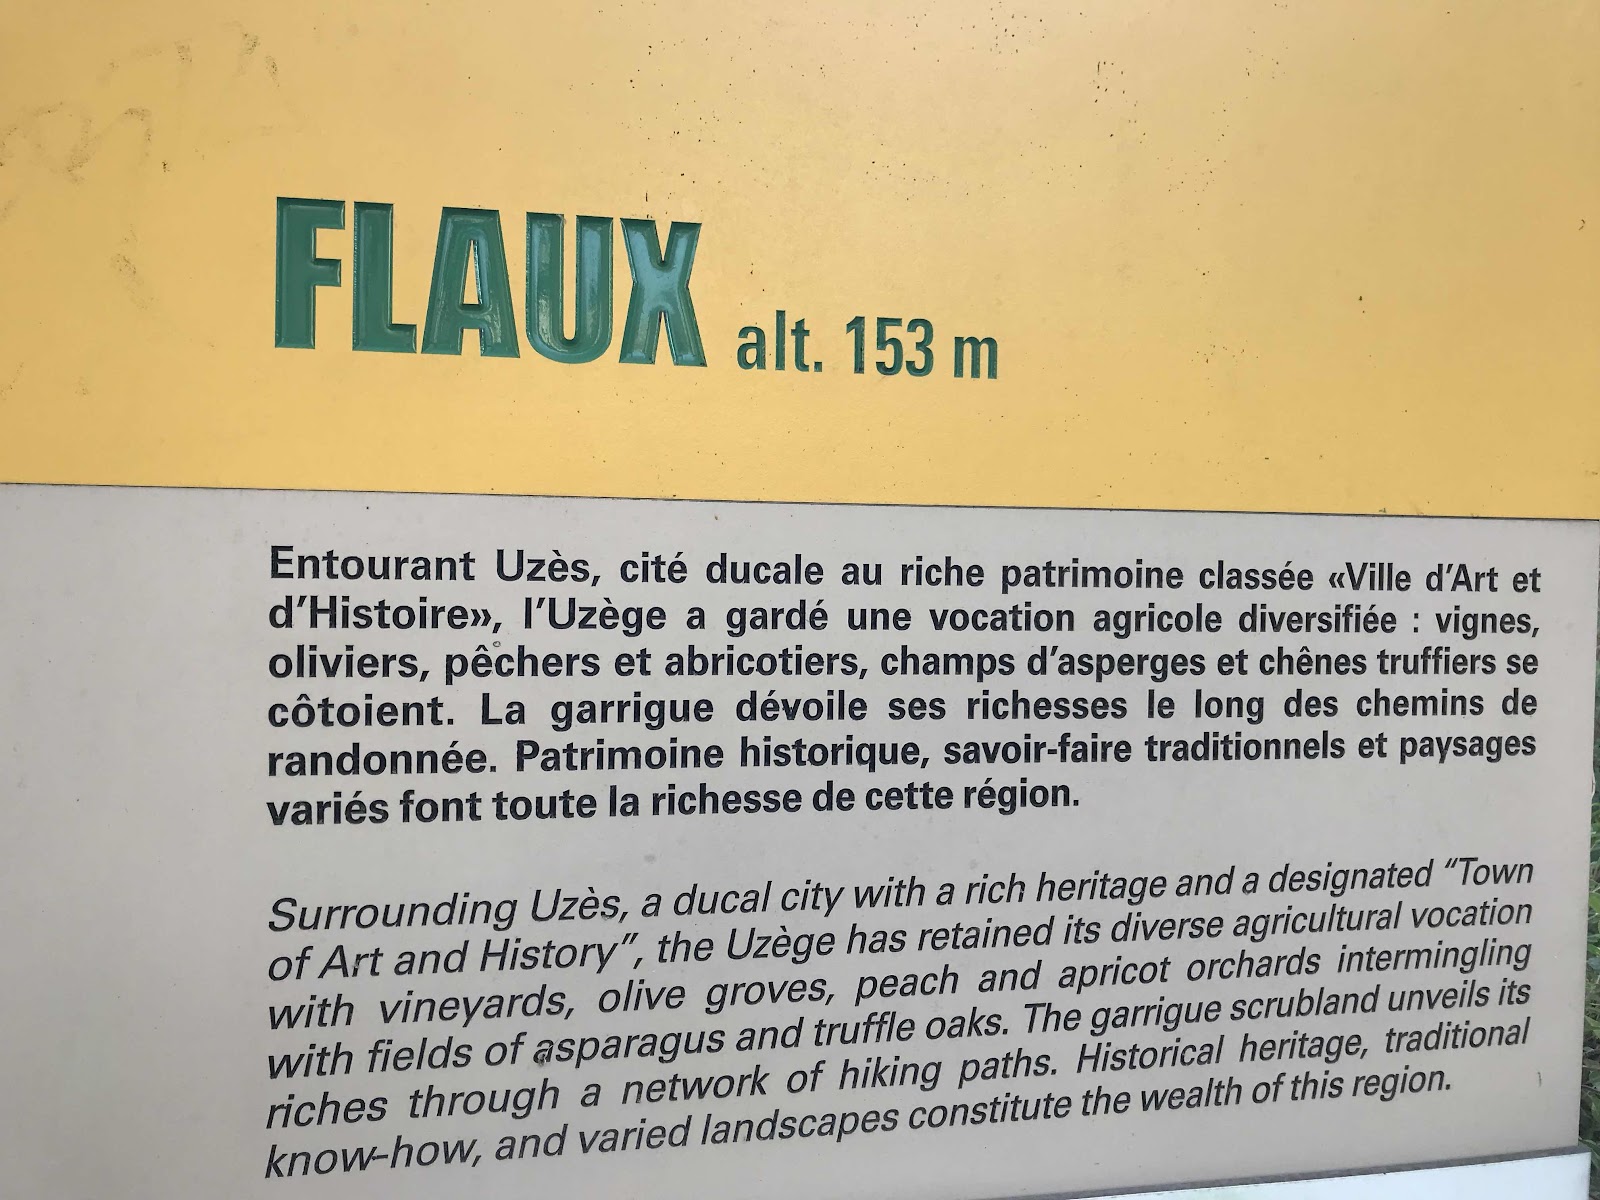 FLAUX alt. 153 m
Entourant Uzès, cité ducale au riche patrimoine classée «Ville d'Art et
d'Histoire», l'Uzège a gardé une vocation agricole diversifiée : vignes,
oliviers, pêchers et abricotiers, champs d'asperges et chênes truffiers se
côtoient. La garrigue dévoile ses richesses le long des chemins de
randonnée. Patrimoine historique, savoir-faire traditionnels et paysages
variés font toute la richesse de cette région.
Surrounding Uzès, a ducal city with a rich heritage and a designated “Town
of Art and History”, the Uzège has retained its diverse agricultural vocation
with vineyards, olive groves, peach and apricot orchards intermingling
with fields of asparagus and truffle oaks. The garrigue scrubland unveils its
riches through a network of hiking paths. Historical heritage, traditional
know-how, and varied landscapes constitute the wealth of this region.